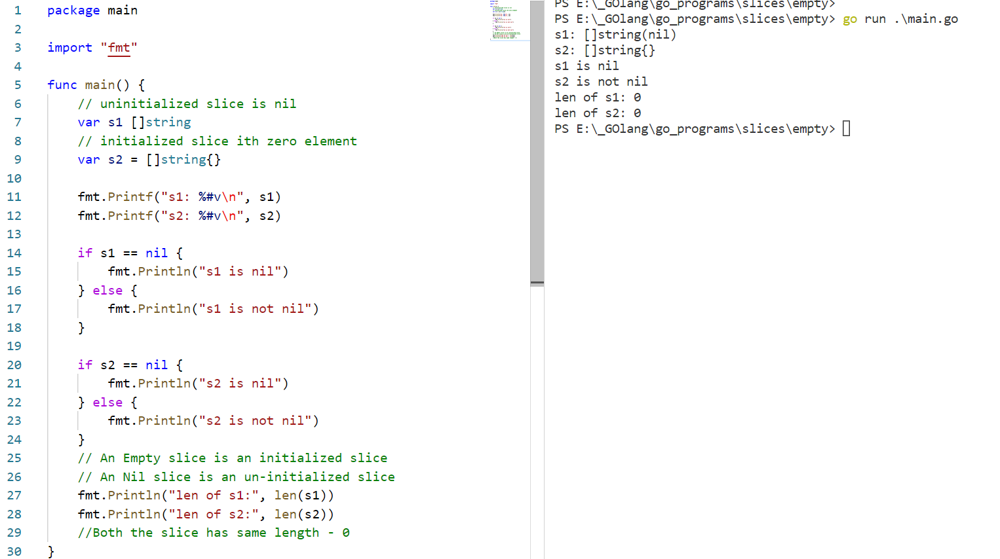 1 package main
2
3 import "fmt"
4
5 func main() {
6 // uninitialized slice is nil
7 var s1 []string
8 // initialized slice ith zero element
9 var s2 = []string{}
10
11 fmt.Printf("s1: %#v\n", s1)
12 fmt.Printf("s2: %#v\n", s2)
13
14 if s1 == nil {
15 fmt.Println("s1 is nil")
16 } else {
17 fmt.Println("s1 is not nil")
18 }
19
20 if s2 == nil {
21 fmt.Println("s2 is nil")
22 } else {
23 fmt.Println("s2 is not nil")
24 }
25 // An Empty slice is an initialized slice
26 // An Nil slice is an un-initialized slice
27 fmt.Println("len of s1:", len(s1))
28 fmt.Println("len of s2:", len(s2))
29 //Both the slice has same length - 0
30 }
PS E:\_GOlang\go_programs\slices\empty>
PS E:\_GOlang\go_programs\slices\empty> go run .\main.go
s1: []string(nil)
s2: []string{}
s1 is nil
s2 is not nil
len of s1: 0
len of s2: 0
PS E:\_GOlang\go_programs\slices\empty>